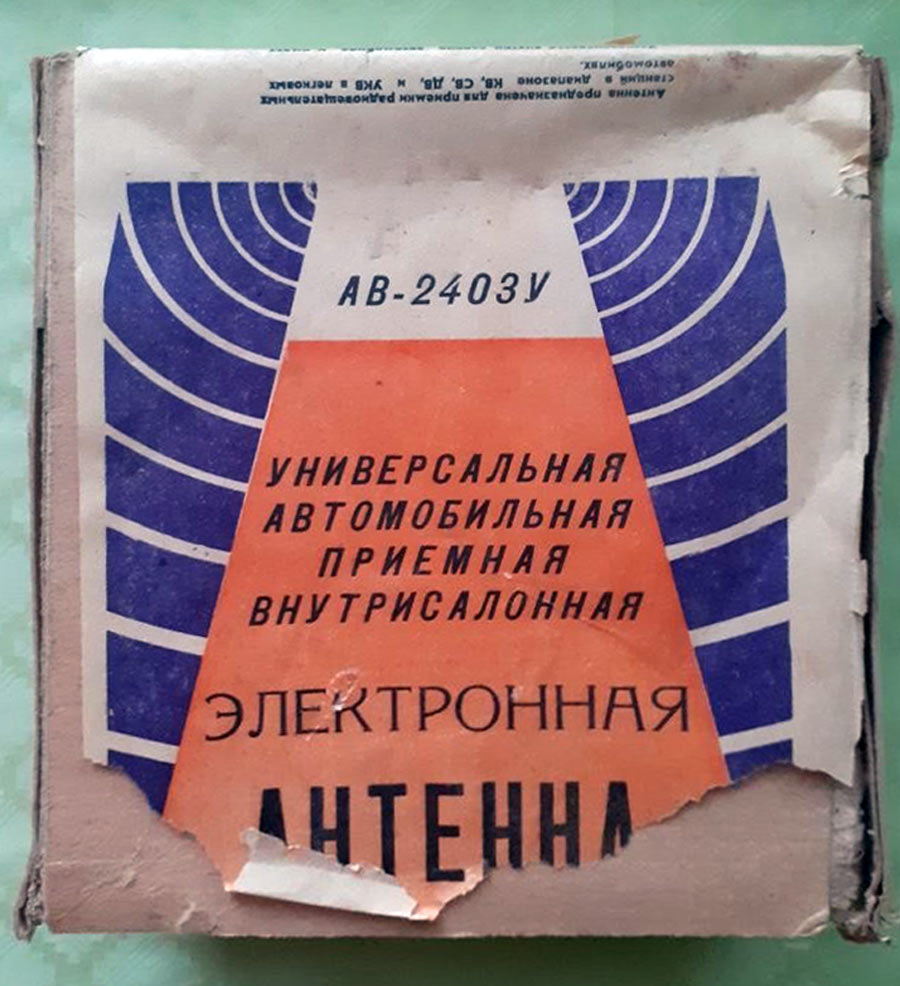 Антенна предназначена для приемки радиовещательных
станций в диапазоне КВ, СВ, ДВ, и УКВ в легковых
автомобилях.
АВ-2403У
УНИВЕРСАЛЬНАЯ
АВТОМОБИЛЬНАЯ
ПРИЕМНАЯ
ВНУТРИСАЛОННАЯ
ЭЛЕКТРОННАЯ
АНТЕННА